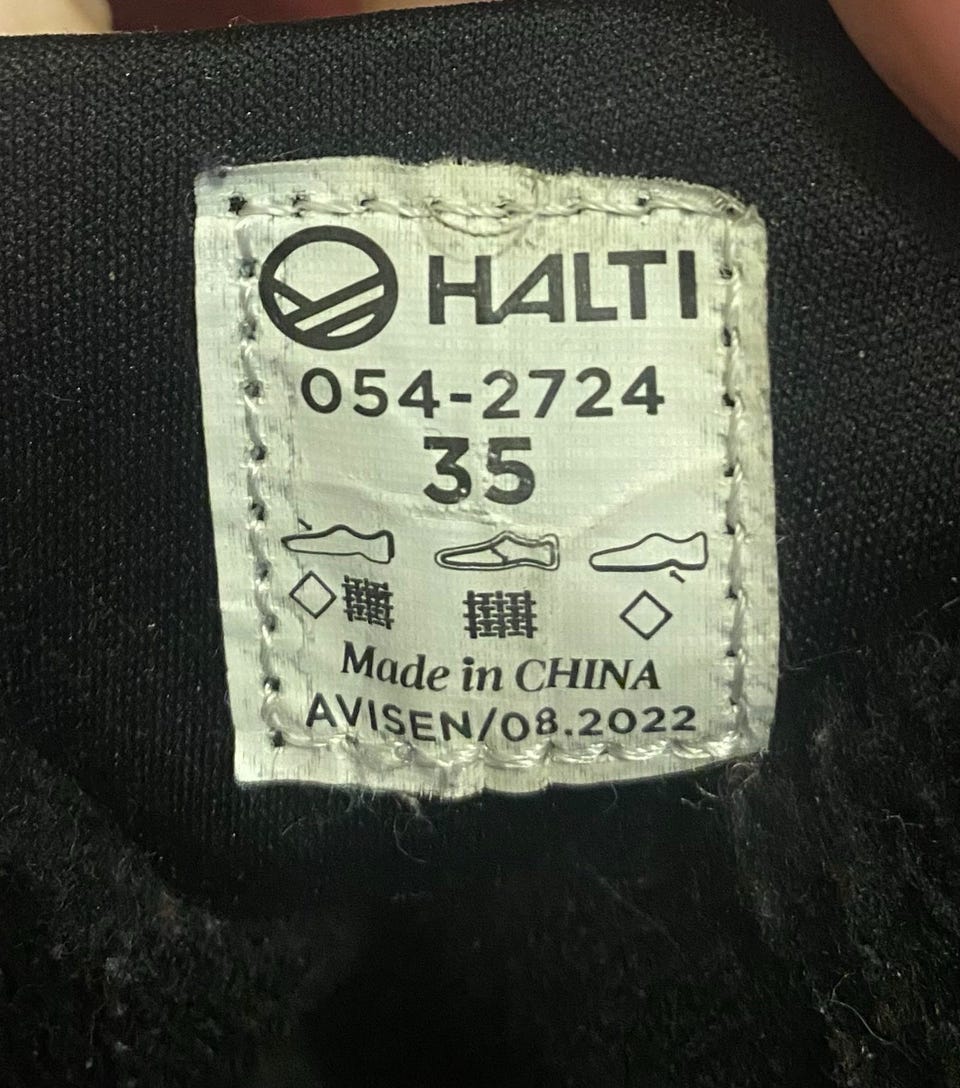 HALTI
054-2724
35
Made in CHINA
AVISEN/08.2022